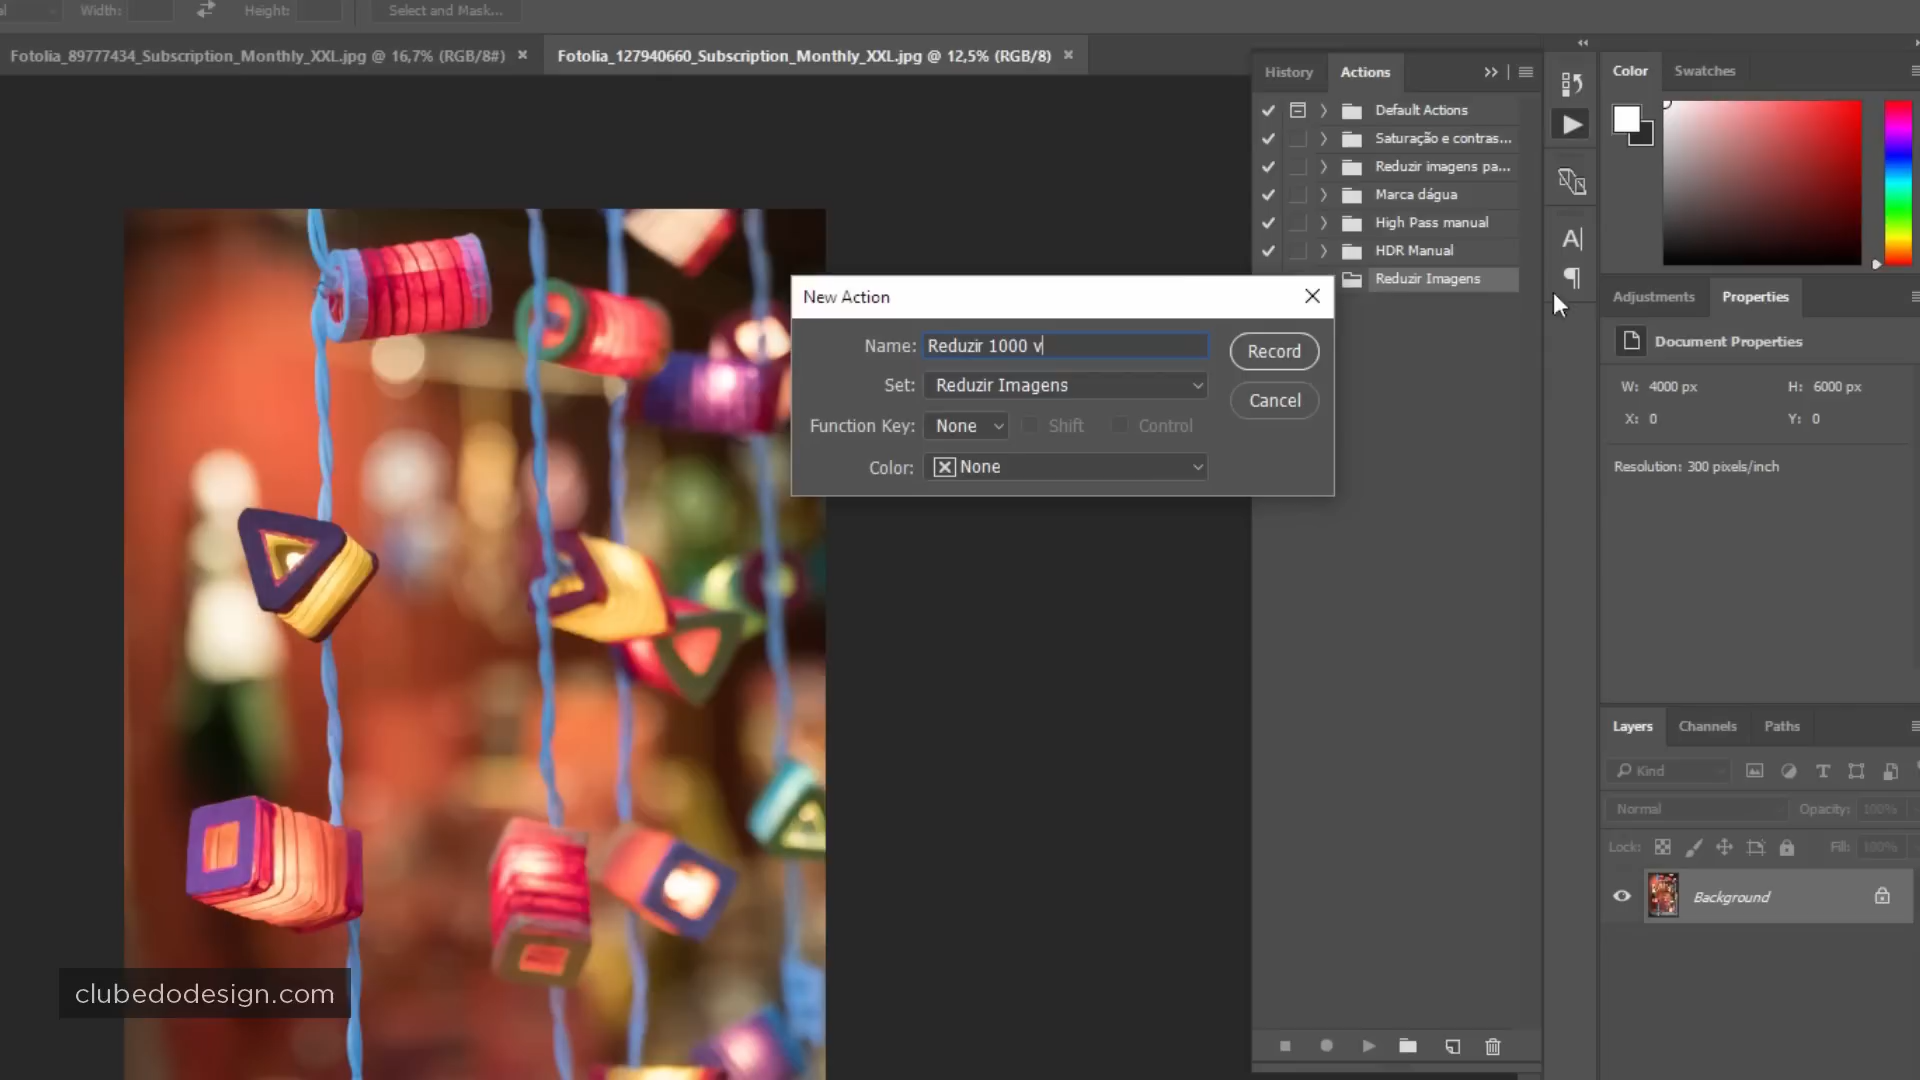 Width:
Height:
Select and Mask...
Fotolia_89777434_Subscription_Monthly_XXL.jpg @ 16,7% (RGB/8#)
Fotolia_127940660_Subscription_Monthly_XXL.jpg @ 12,5% (RGB/8)
History
Actions
Default Actions
Saturação e contras...
Reduzir imagens pa...
Marca dágua
High Pass manual
HDR Manual
Reduzir Imagens
New Action
Name: Reduzir 1000 v
Set: Reduzir Imagens
Function Key: None Shift Control
Color: None
Record
Cancel
Color
Swatches
Adjustments
Properties
Document Properties
W: 4000 px H: 6000 px
X: 0 Y: 0
Resolution: 300 pixels/inch
Layers
Channels
Paths
Kind
Normal Opacity: 100%
Lock: Fill: 100%
Background
clubedodesign.com